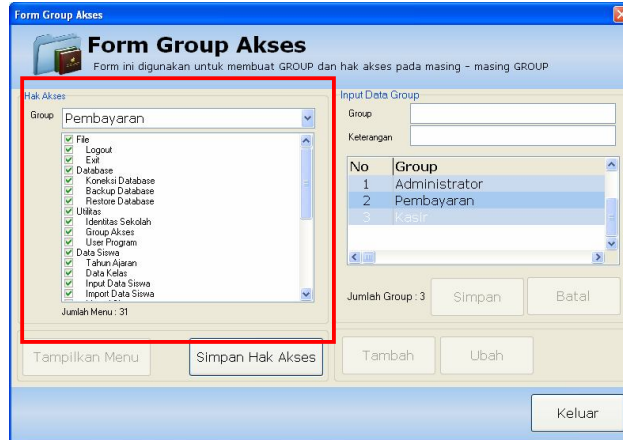 Form Group Akses
Form Group Akses
Form ini digunakan untuk membuat GROUP dan hak akses pada masing - masing GROUP
Hak Akses
Group Pembayaran
File
Logout
Exit
Database
Koneksi Database
Backup Database
Restore Database
Utilitas
Identitas Sekolah
Group Akses
User Program
Data Siswa
Tahun Ajaran
Data Kelas
Input Data Siswa
Import Data Siswa
Jumlah Menu : 31
Tampilkan Menu Simpan Hak Akses
Input Data Group
Group
Keterangan
No Group
1 Administrator
2 Pembayaran
3 Kasir
Jumlah Group : 3 Simpan Batal
Tambah Ubah
Keluar